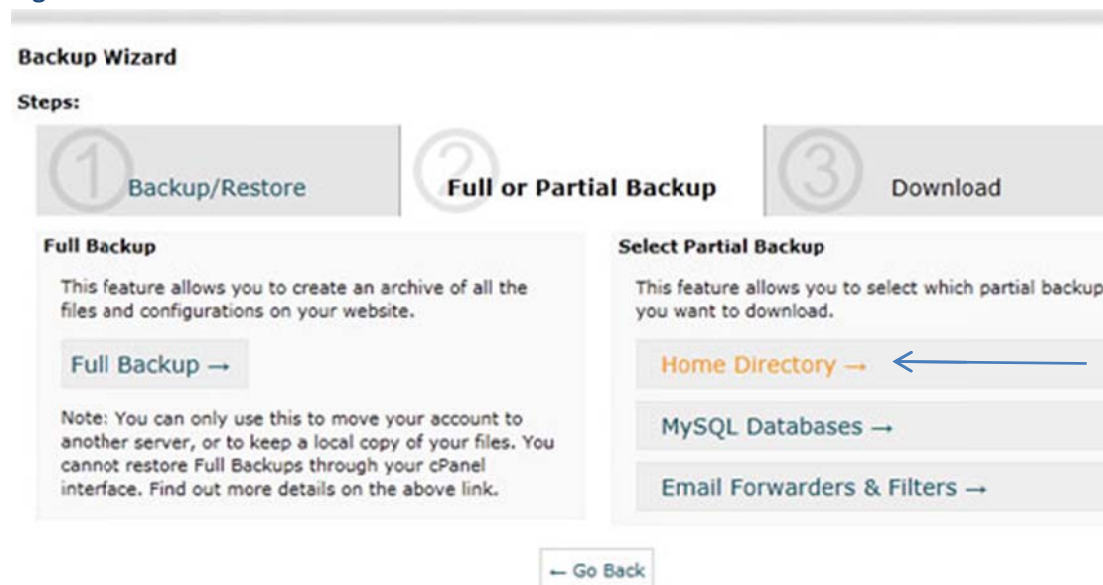 Backup Wizard
Steps:
1 Backup/Restore
2 Full or Partial Backup
3 Download
Full Backup
This feature allows you to create an archive of all the
files and configurations on your website.
Full Backup →
Note: You can only use this to move your account to
another server, or to keep a local copy of your files. You
cannot restore Full Backups through your cPanel
interface. Find out more details on the above link.
Select Partial Backup
This feature allows you to select which partial backup
you want to download.
Home Directory →
MySQL Databases →
Email Forwarders & Filters →
← Go Back